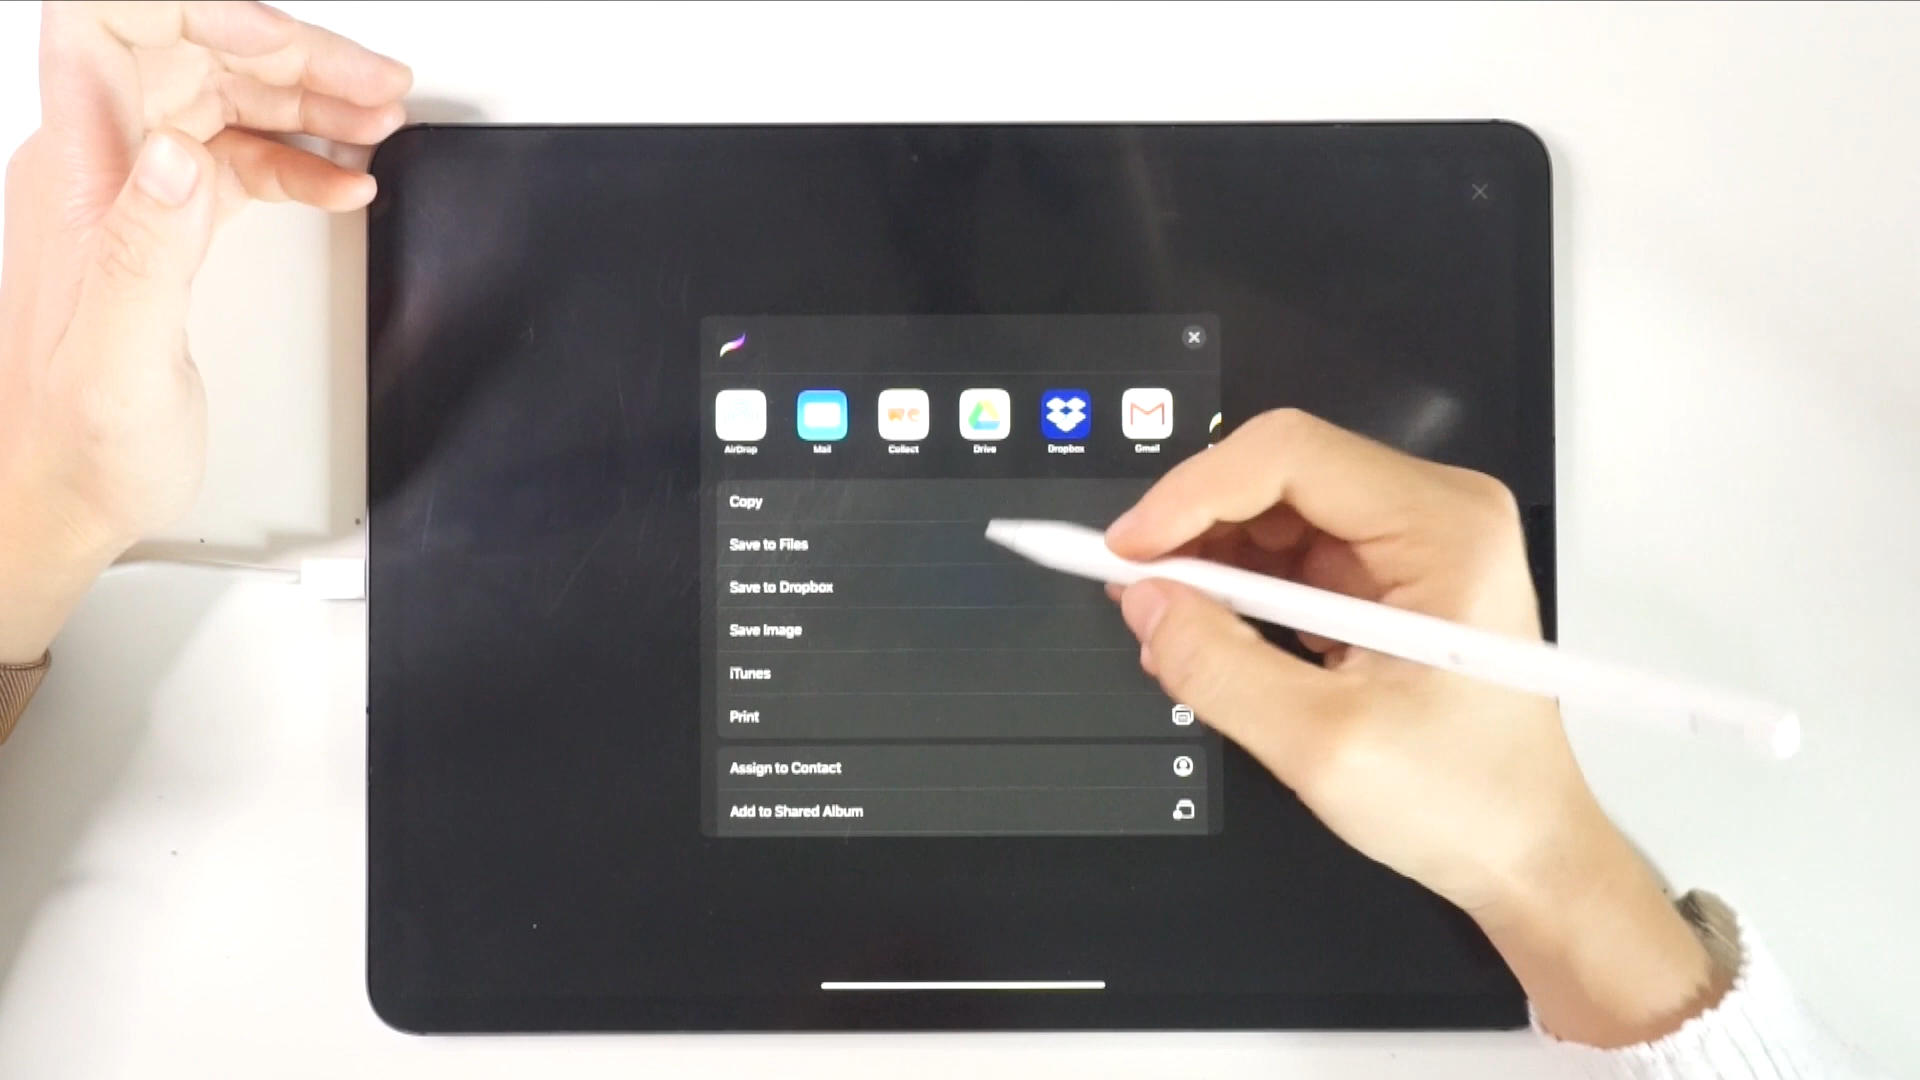 AirDrop
Mail
Collect
Drive
Dropbox
Gmail
Copy
Save to Files
Save to Dropbox
Save Image
iTunes
Print
Assign to Contact
Add to Shared Album